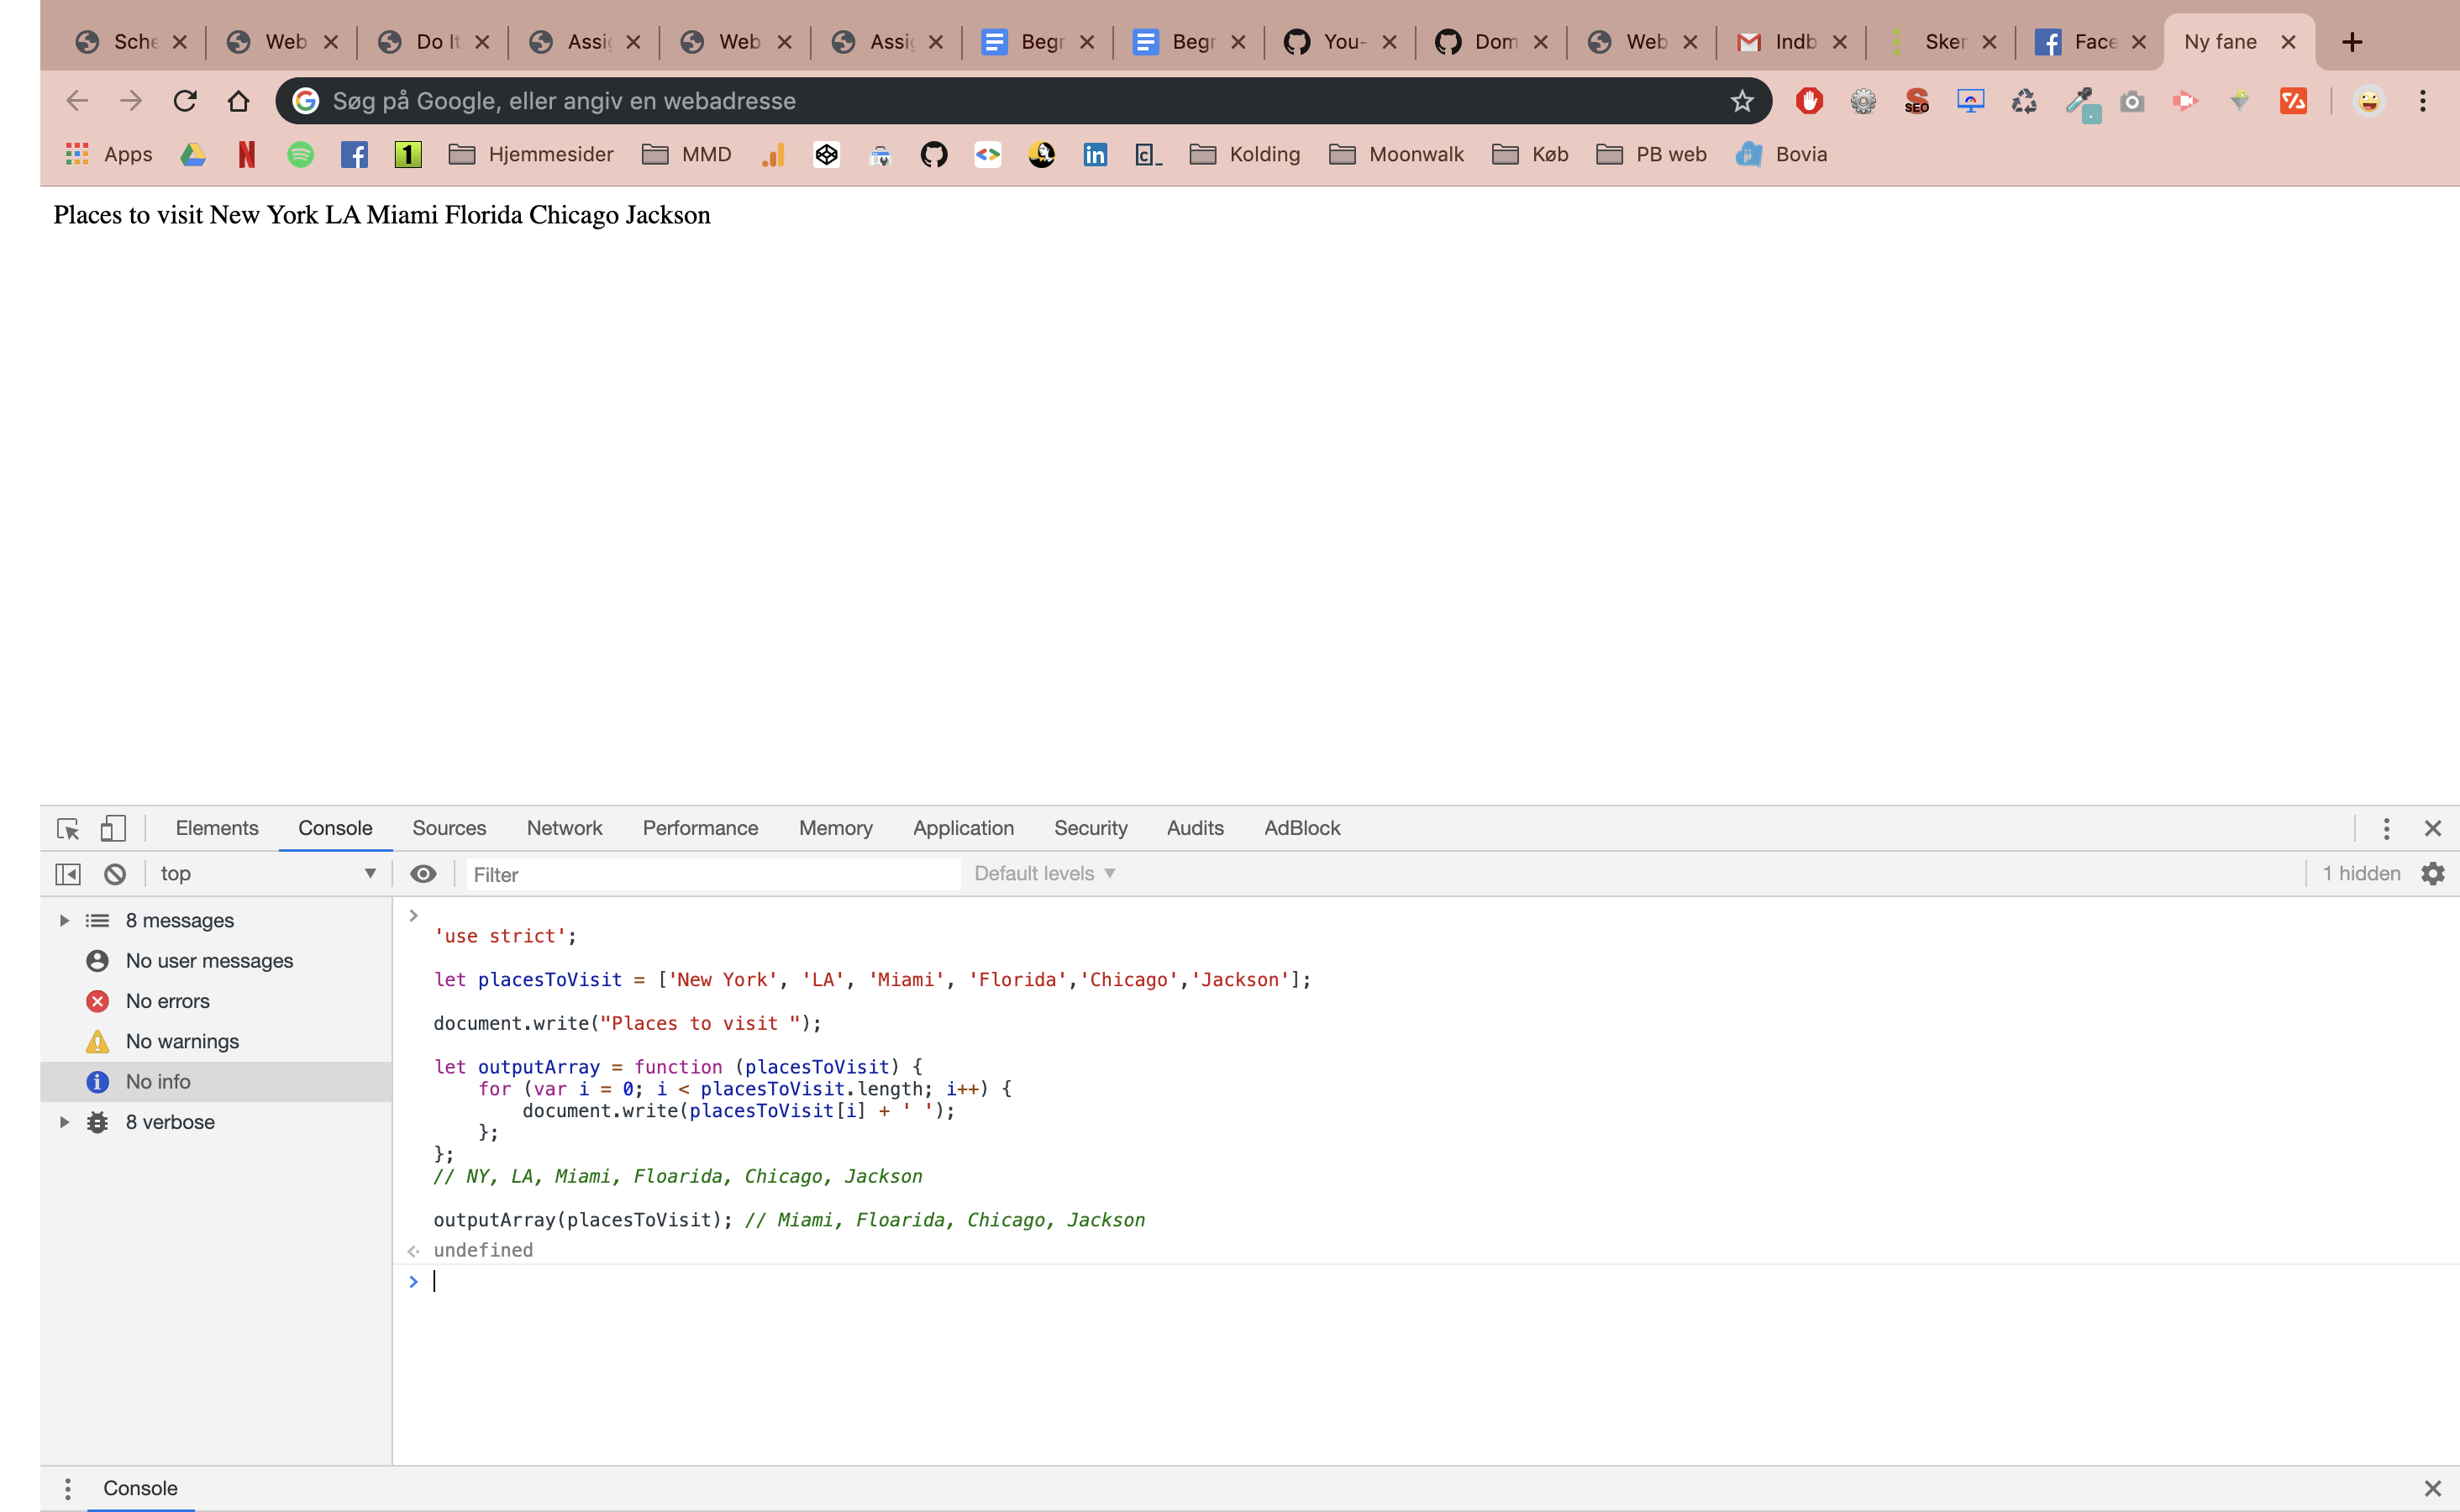 Sche Web Do It Assi Web Assi Begr Begr You- Dom Web Indb Sker Face Ny fane
Søg på Google, eller angiv en webadresse SEO
Apps N 1 Hjemmesider MMD in c_ Kolding Moonwalk Køb PB web Bovia
Places to visit New York LA Miami Florida Chicago Jackson
Elements Console Sources Network Performance Memory Application Security Audits AdBlock
top ▼ Filter Default levels ▼ 1 hidden
8 messages
No user messages
No errors
No warnings
No info
8 verbose
>
'use strict';
let placesToVisit = ['New York', 'LA', 'Miami', 'Florida','Chicago','Jackson'];
document.write("Places to visit ");
let outputArray = function (placesToVisit) {
    for (var i = 0; i < placesToVisit.length; i++) {
        document.write(placesToVisit[i] + ' ');
    };
};
// NY, LA, Miami, Floarida, Chicago, Jackson
outputArray(placesToVisit); // Miami, Floarida, Chicago, Jackson
undefined
>
Console